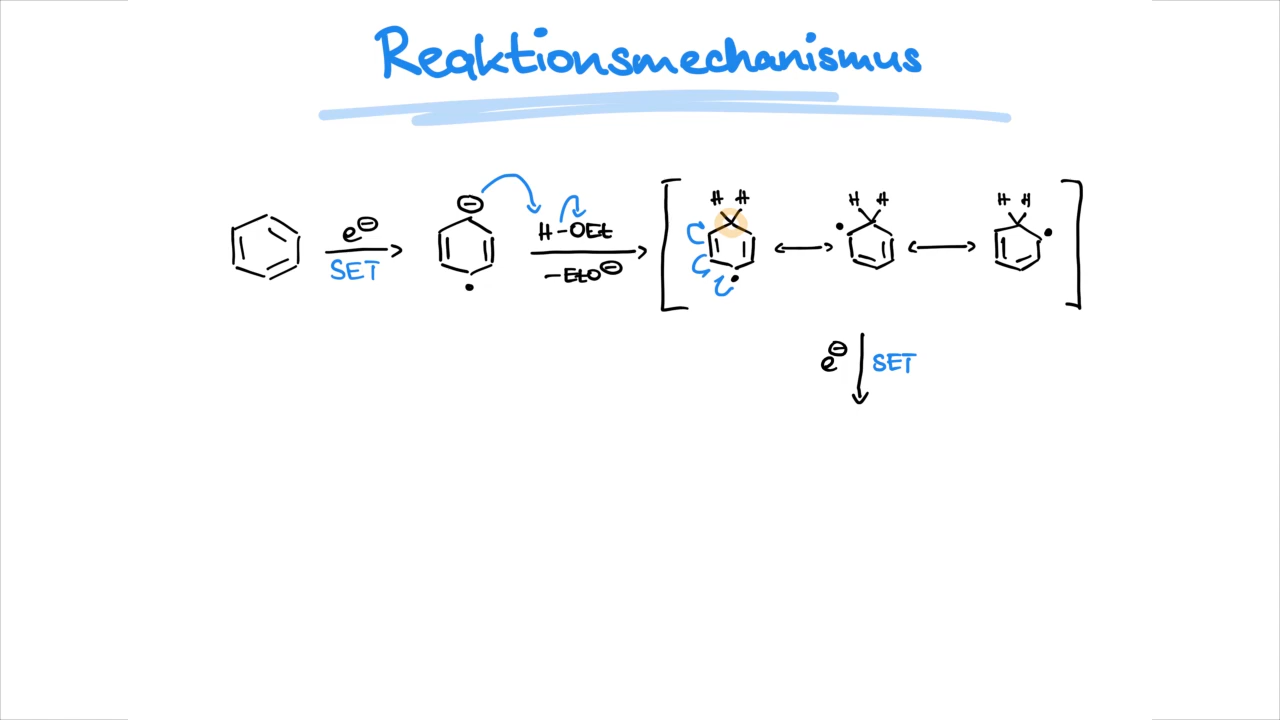 Reaktionsmechanismus
H H H H H H
e⊖ H-OEt
SET -EtO⊖
e⊖ SET